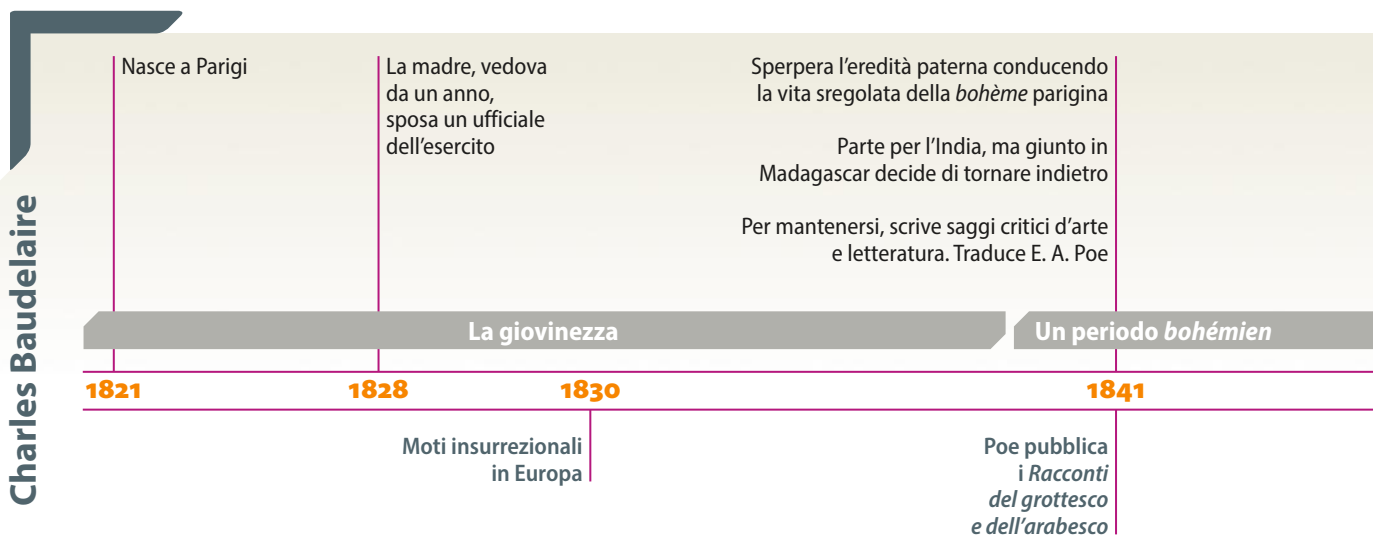 Charles Baudelaire
Nasce a Parigi
La madre, vedova
da un anno,
sposa un ufficiale
dell'esercito
Sperpera l'eredità paterna conducendo
la vita sregolata della bohème parigina
Parte per l'India, ma giunto in
Madagascar decide di tornare indietro
Per mantenersi, scrive saggi critici d'arte
e letteratura. Traduce E. A. Poe
La giovinezza
Un periodo bohémien
1821
1828
1830
1841
Moti insurrezionali
in Europa
Poe pubblica
i Racconti
del grottesco
e dell'arabesco